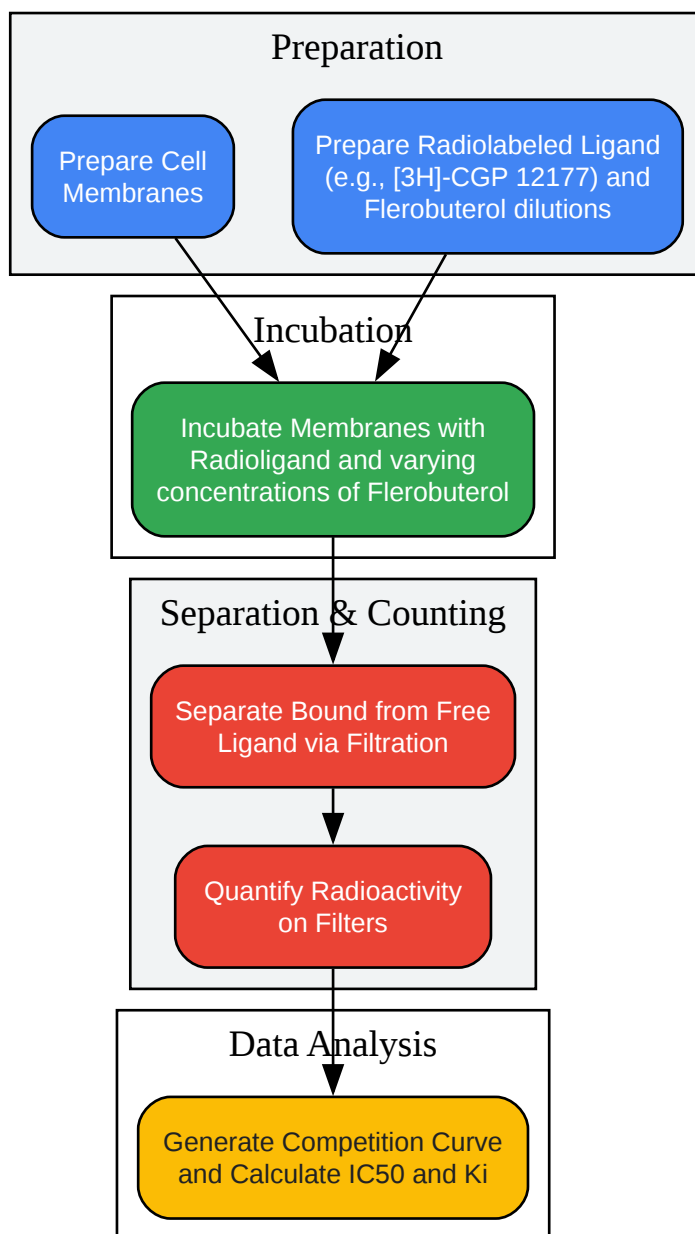 Preparation
Prepare Cell
Membranes
Prepare Radiolabeled Ligand
(e.g., [3H]-CGP 12177) and
Flerobuterol dilutions
Incubation
Incubate Membranes with
Radioligand and varying
concentrations of Flerobuterol
Separation & Counting
Separate Bound from Free
Ligand via Filtration
Quantify Radioactivity
on Filters
Data Analysis
Generate Competition Curve
and Calculate IC50 and Ki